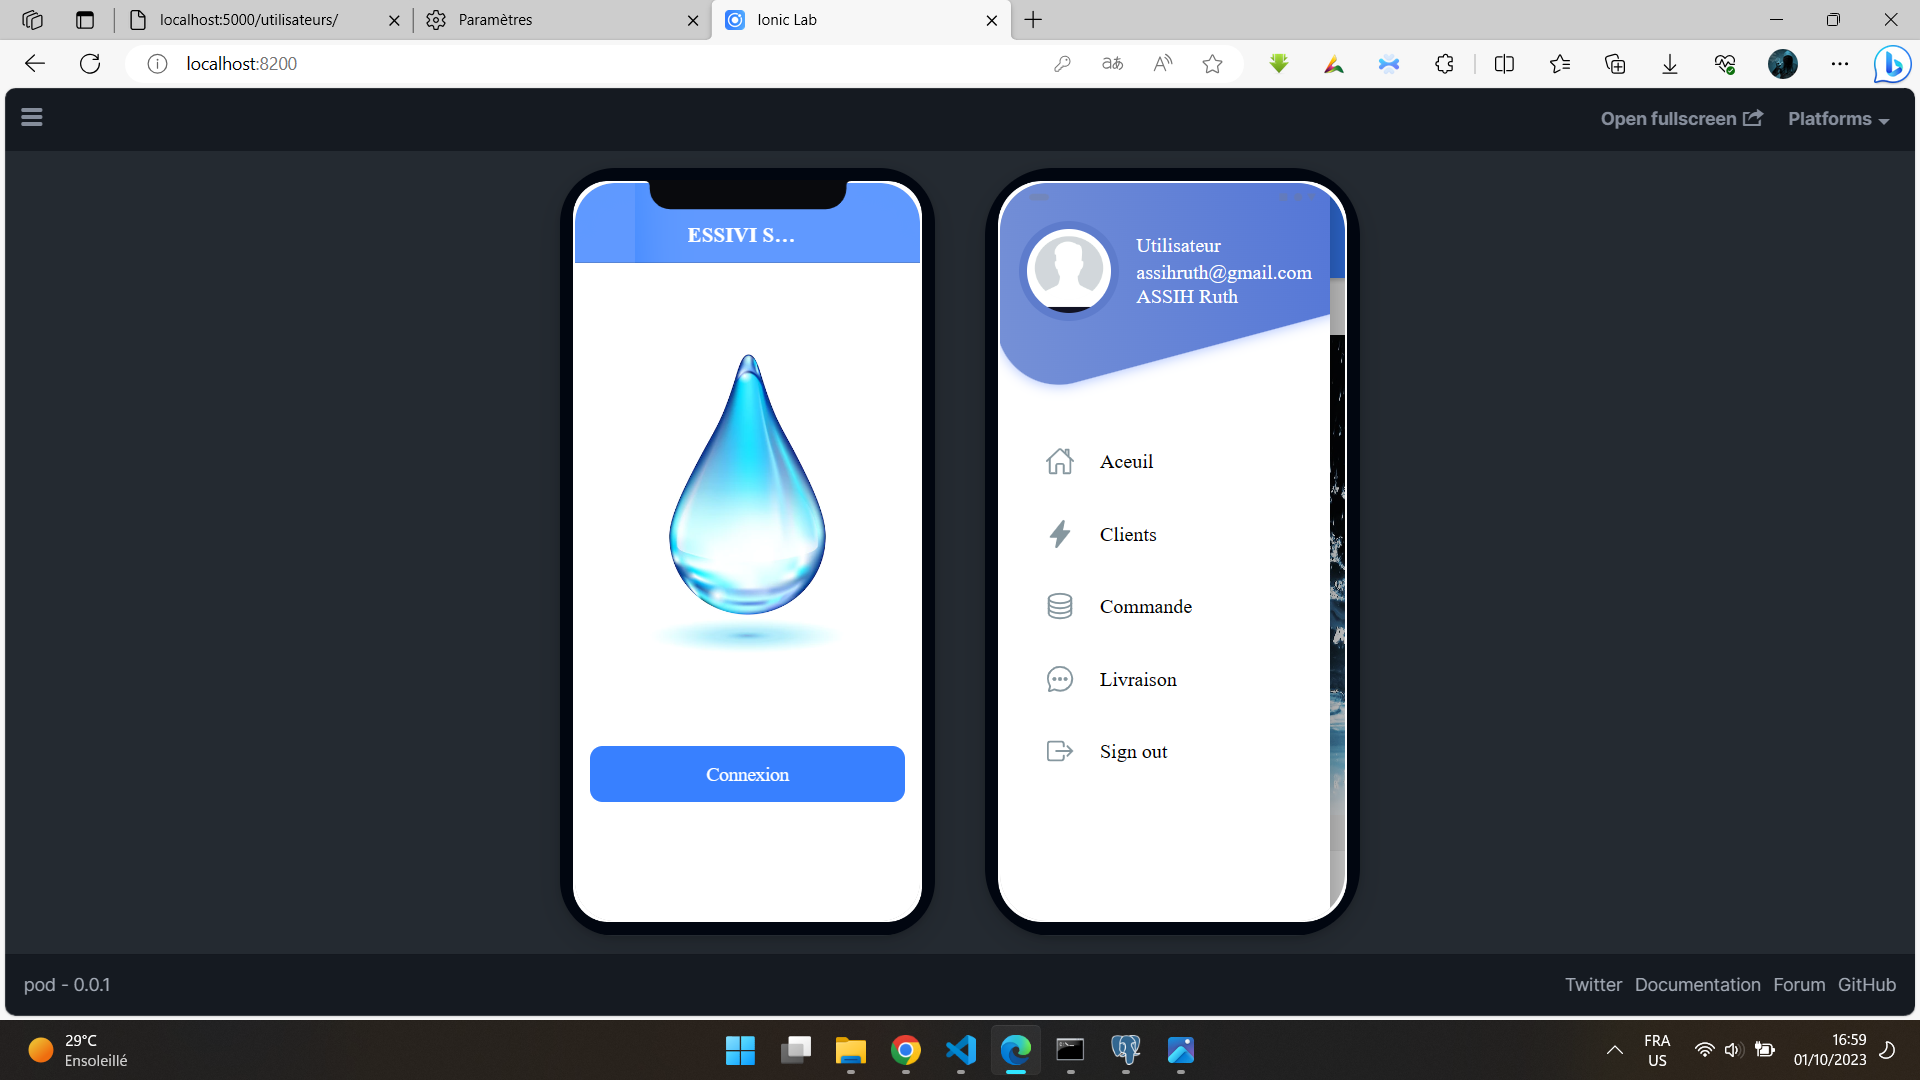 localhost:5000/utilisateurs/
Paramètres
Ionic Lab
localhost:8200
Open fullscreen
Platforms
ESSIVI S...
Connexion
Utilisateur
assihruth@gmail.com
ASSIH Ruth
Aceuil
Clients
Commande
Livraison
Sign out
pod - 0.0.1
Twitter Documentation Forum GitHub
29°C
Ensoleillé
FRA
US
16:59
01/10/2023